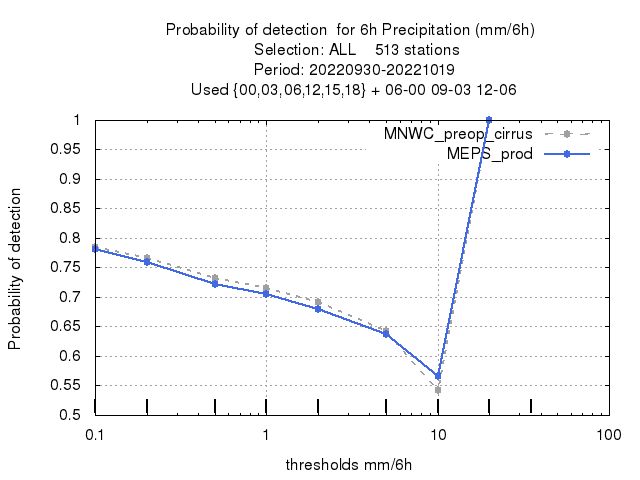 Probability of detection  for 6h Precipitation (mm/6h)
Selection: ALL    513 stations
Period: 20220930-20221019
Used {00,03,06,12,15,18} + 06-00 09-03 12-06
MNWC_preop_cirrus
MEPS_prod
Probability of detection
1
0.95
0.9
0.85
0.8
0.75
0.7
0.65
0.6
0.55
0.5
0.1
1
10
100
thresholds mm/6h